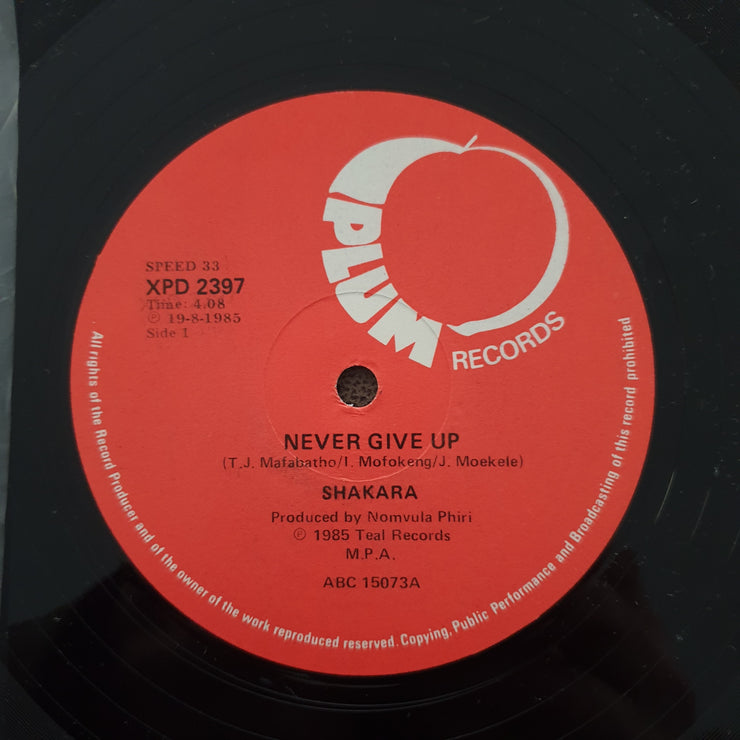 PLUM
RECORDS
SPEED 33
XPD 2397
Time: 4.08
℗ 19-8-1985
Side 1
NEVER GIVE UP
(T.J. Mafabatho/I. Mofokeng/J. Moekele)
SHAKARA
Produced by Nomvula Phiri
℗ 1985 Teal Records
M.P.A.
ABC 15073A
All rights of the Record Producer and of the owner of the work reproduced reserved. Copying, Public Performance and Broadcasting of this record prohibited